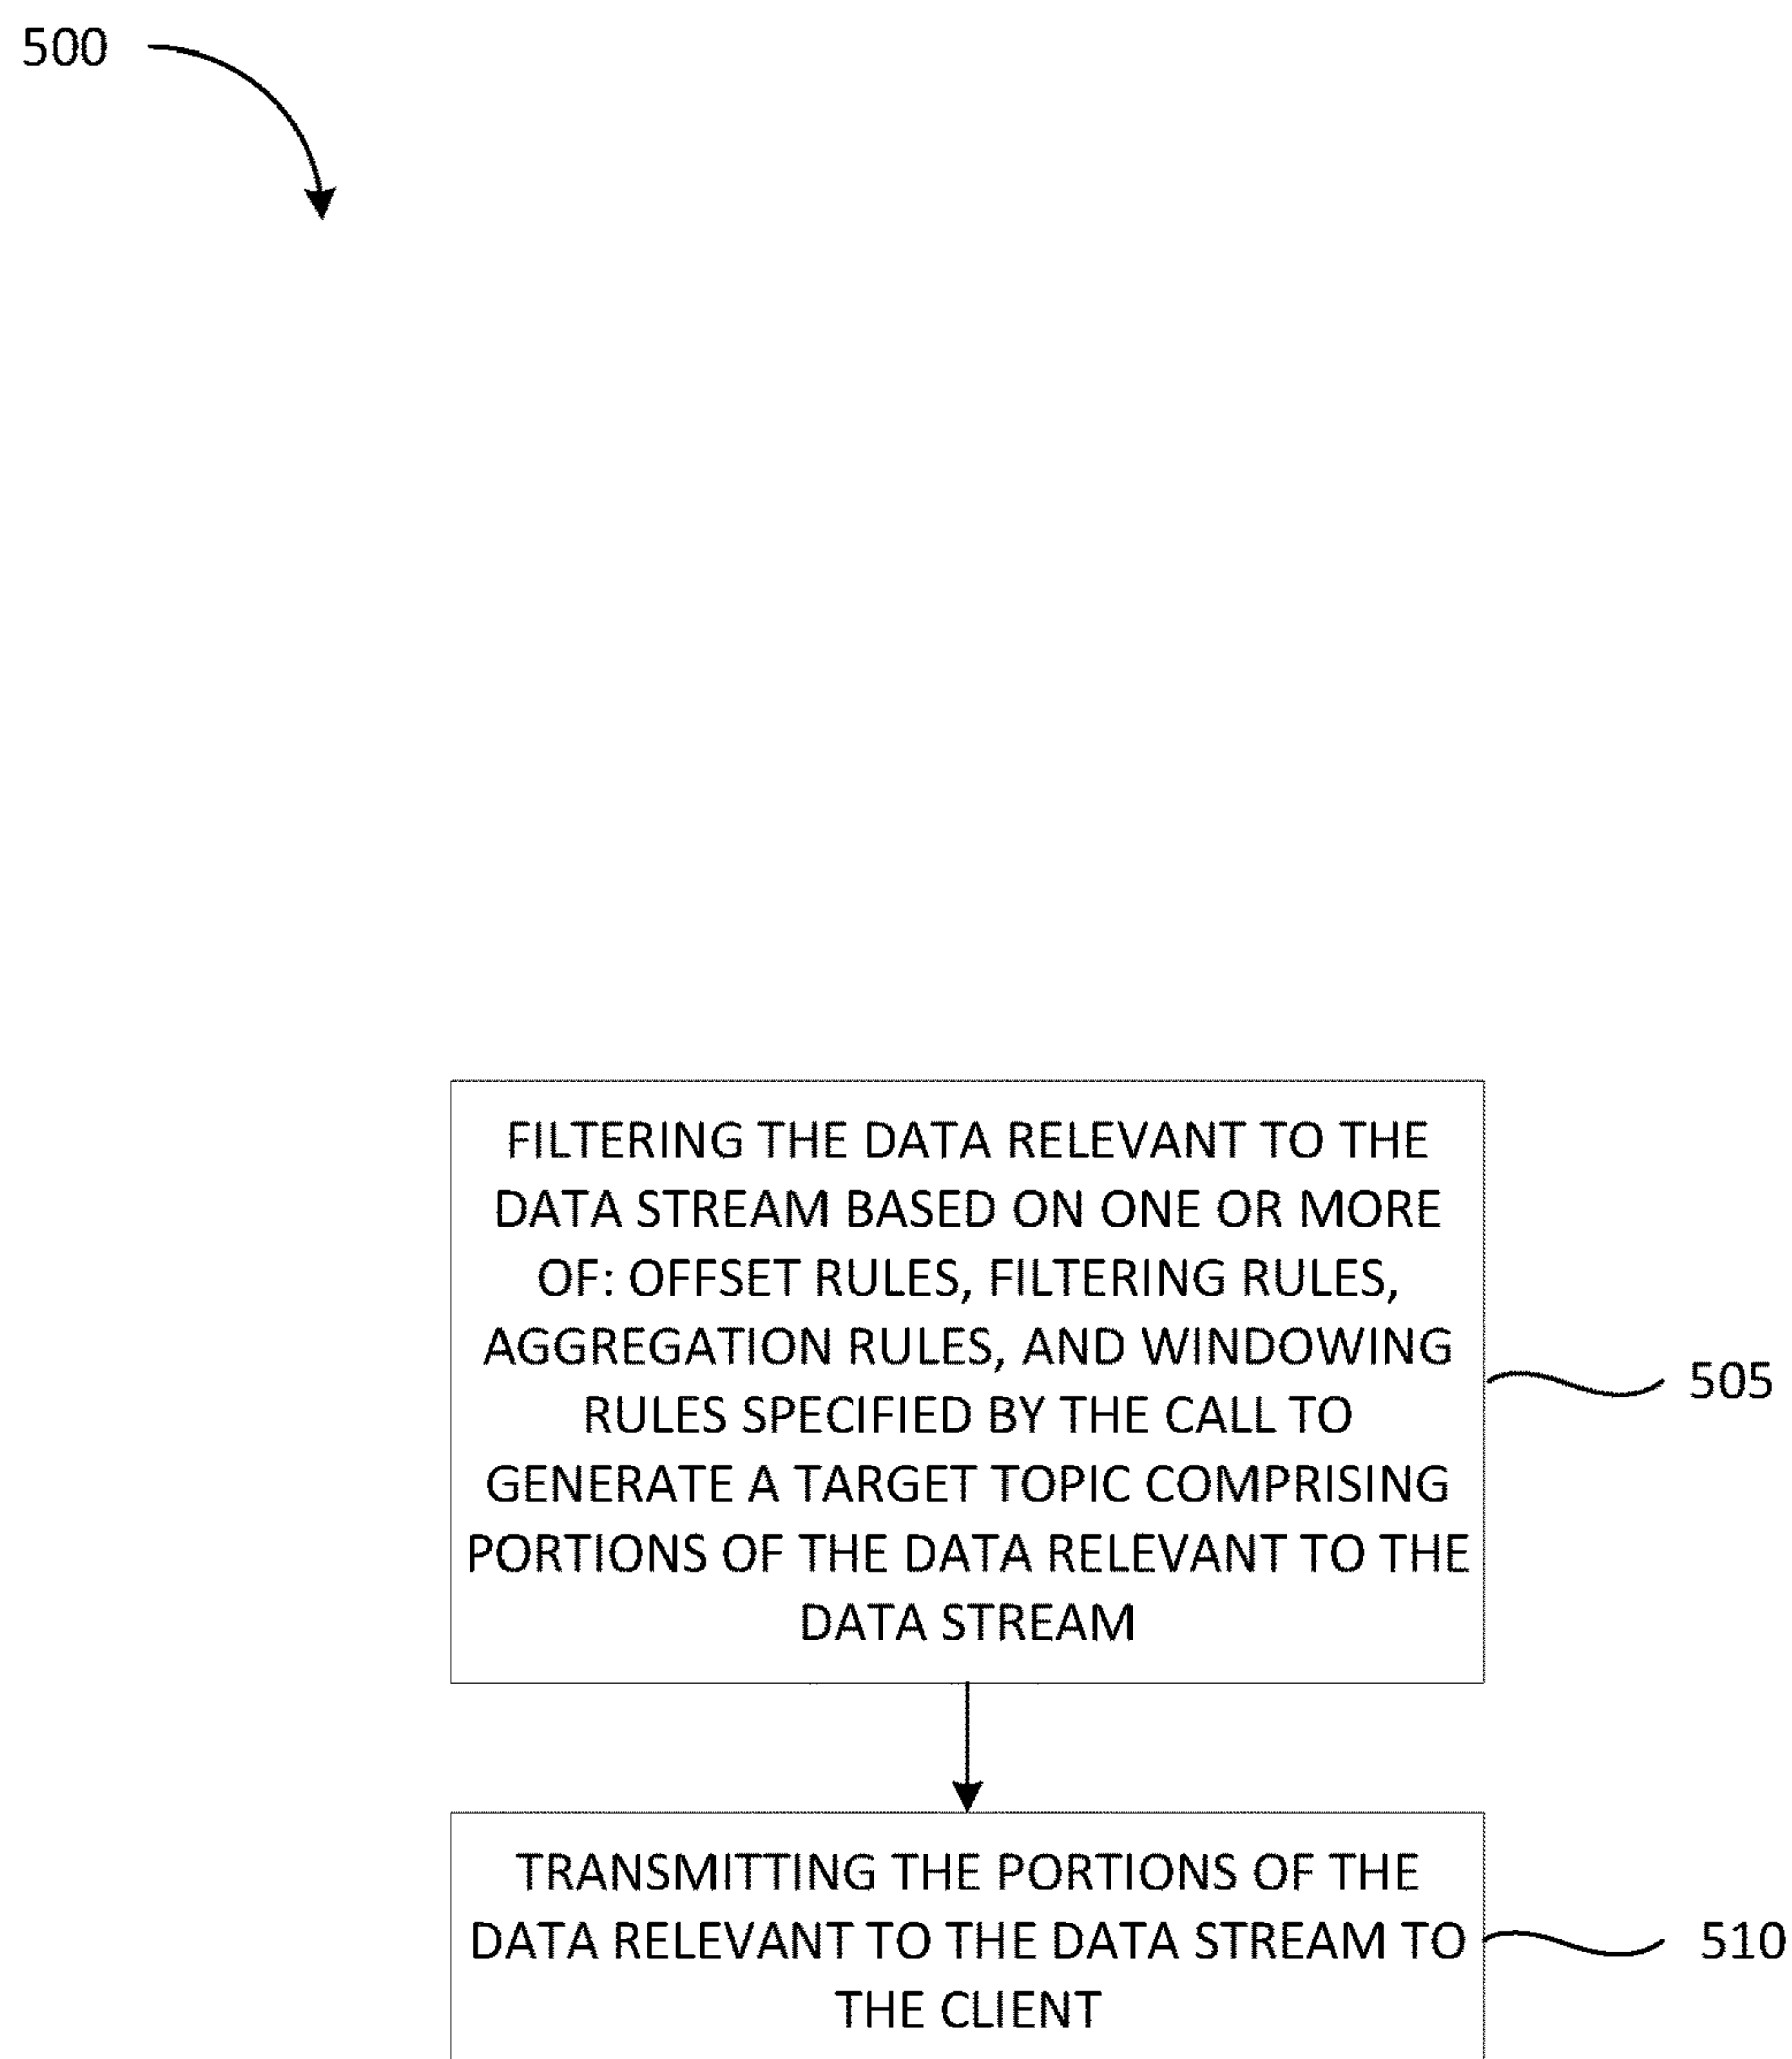 500
FILTERING THE DATA RELEVANT TO THE
DATA STREAM BASED ON ONE OR MORE
OF: OFFSET RULES, FILTERING RULES,
AGGREGATION RULES, AND WINDOWING
RULES SPECIFIED BY THE CALL TO
GENERATE A TARGET TOPIC COMPRISING
PORTIONS OF THE DATA RELEVANT TO THE
DATA STREAM
505
TRANSMITTING THE PORTIONS OF THE
DATA RELEVANT TO THE DATA STREAM TO
THE CLIENT
510